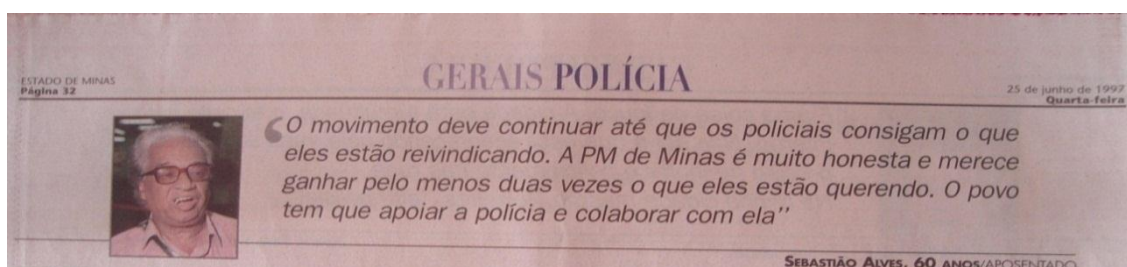 ESTADO DE MINAS
Página 32
GERAIS POLÍCIA
25 de junho de 1997
Quarta-feira
“O movimento deve continuar até que os policiais consigam o que
eles estão reivindicando. A PM de Minas é muito honesta e merece
ganhar pelo menos duas vezes o que eles estão querendo. O povo
tem que apoiar a polícia e colaborar com ela”
SEBASTIÃO ALVES, 60 ANOS/APOSENTADO